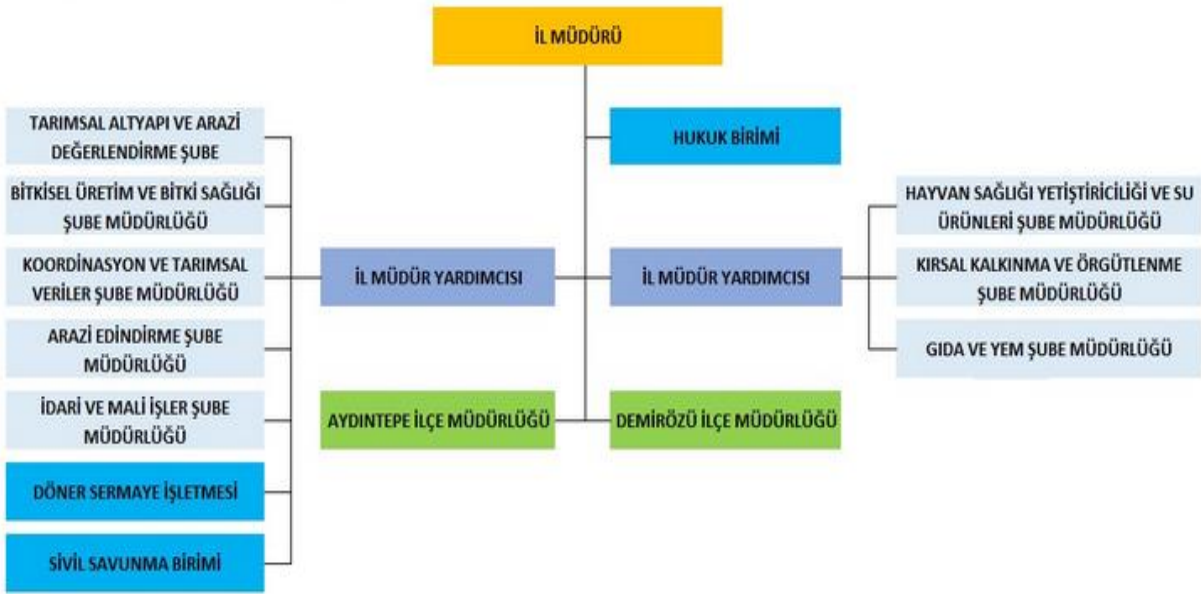 İL MÜDÜRÜ
HUKUK BİRİMİ
TARIMSAL ALTYAPI VE ARAZİ
DEĞERLENDİRME ŞUBE
BİTKİSEL ÜRETİM VE BİTKİ SAĞLIĞI
ŞUBE MÜDÜRLÜĞÜ
KOORDİNASYON VE TARIMSAL
VERİLER ŞUBE MÜDÜRLÜĞÜ
ARAZİ EDİNDİRME ŞUBE
MÜDÜRLÜĞÜ
İDARİ VE MALİ İŞLER ŞUBE
MÜDÜRLÜĞÜ
DÖNER SERMAYE İŞLETMESİ
SİVİL SAVUNMA BİRİMİ
İL MÜDÜR YARDIMCISI
İL MÜDÜR YARDIMCISI
AYDINTEPE İLÇE MÜDÜRLÜĞÜ
DEMİRÖZÜ İLÇE MÜDÜRLÜĞÜ
HAYVAN SAĞLIĞI YETİŞTİRİCİLİĞİ VE SU
ÜRÜNLERİ ŞUBE MÜDÜRLÜĞÜ
KIRSAL KALKINMA VE ÖRGÜTLENME
ŞUBE MÜDÜRLÜĞÜ
GIDA VE YEM ŞUBE MÜDÜRLÜĞÜ